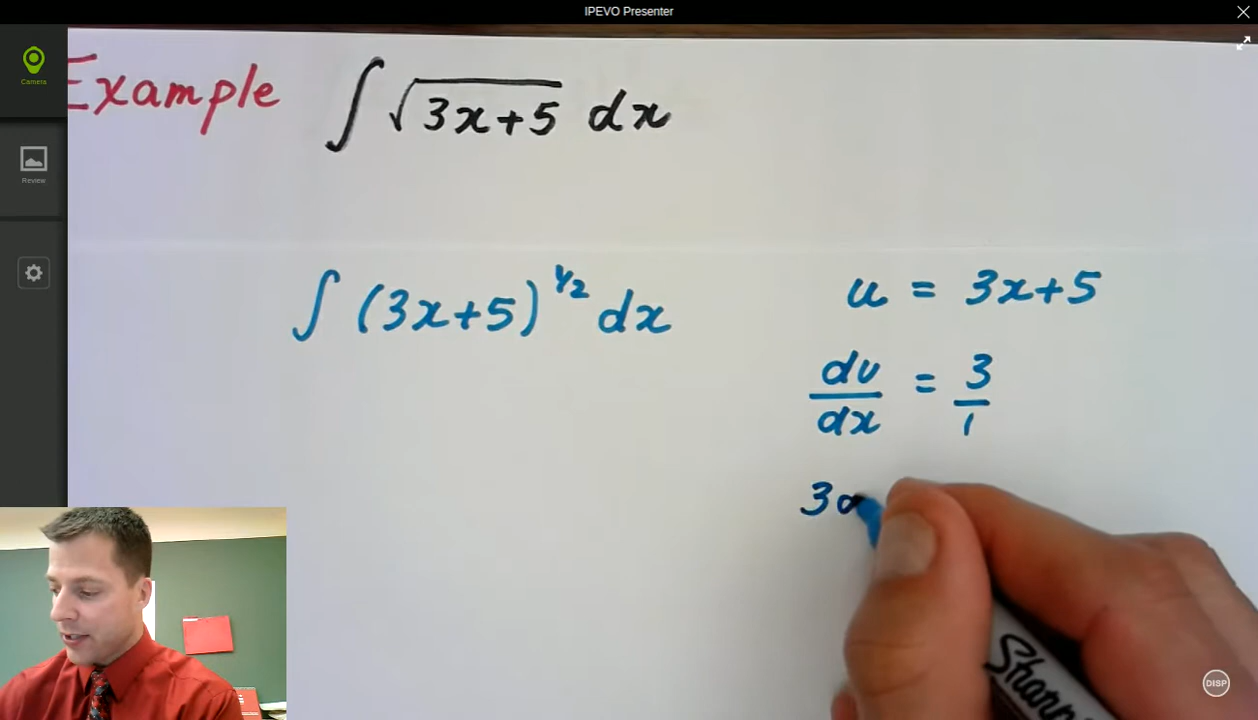 IPEVO Presenter
Camera
Review
Example ∫ √(3x+5) dx
∫ (3x+5)^(1/2) dx
u = 3x+5
du/dx = 3/1
3
DISP